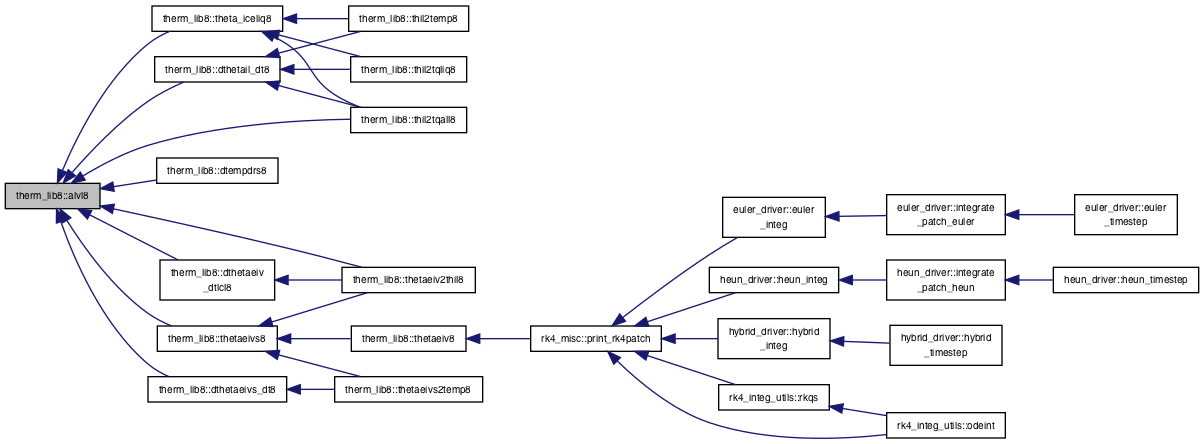 therm_lib8::theta_iceliq8
therm_lib8::thil2temp8
therm_lib8::dthetail_dt8
therm_lib8::thil2tqliq8
therm_lib8::thil2tqall8
therm_lib8::dtempdrs8
therm_lib8::alvl8
therm_lib8::dthetaeiv
_dtlcl8
therm_lib8::thetaeiv2thil8
therm_lib8::thetaeivs8
therm_lib8::thetaeiv8
therm_lib8::dthetaeivs_dt8
therm_lib8::thetaeivs2temp8
rk4_misc::print_rk4patch
euler_driver::euler
_integ
euler_driver::integrate
_patch_euler
euler_driver::euler
_timestep
heun_driver::heun_integ
heun_driver::integrate
_patch_heun
heun_driver::heun_timestep
hybrid_driver::hybrid
_integ
hybrid_driver::hybrid
_timestep
rk4_integ_utils::rkqs
rk4_integ_utils::odeint